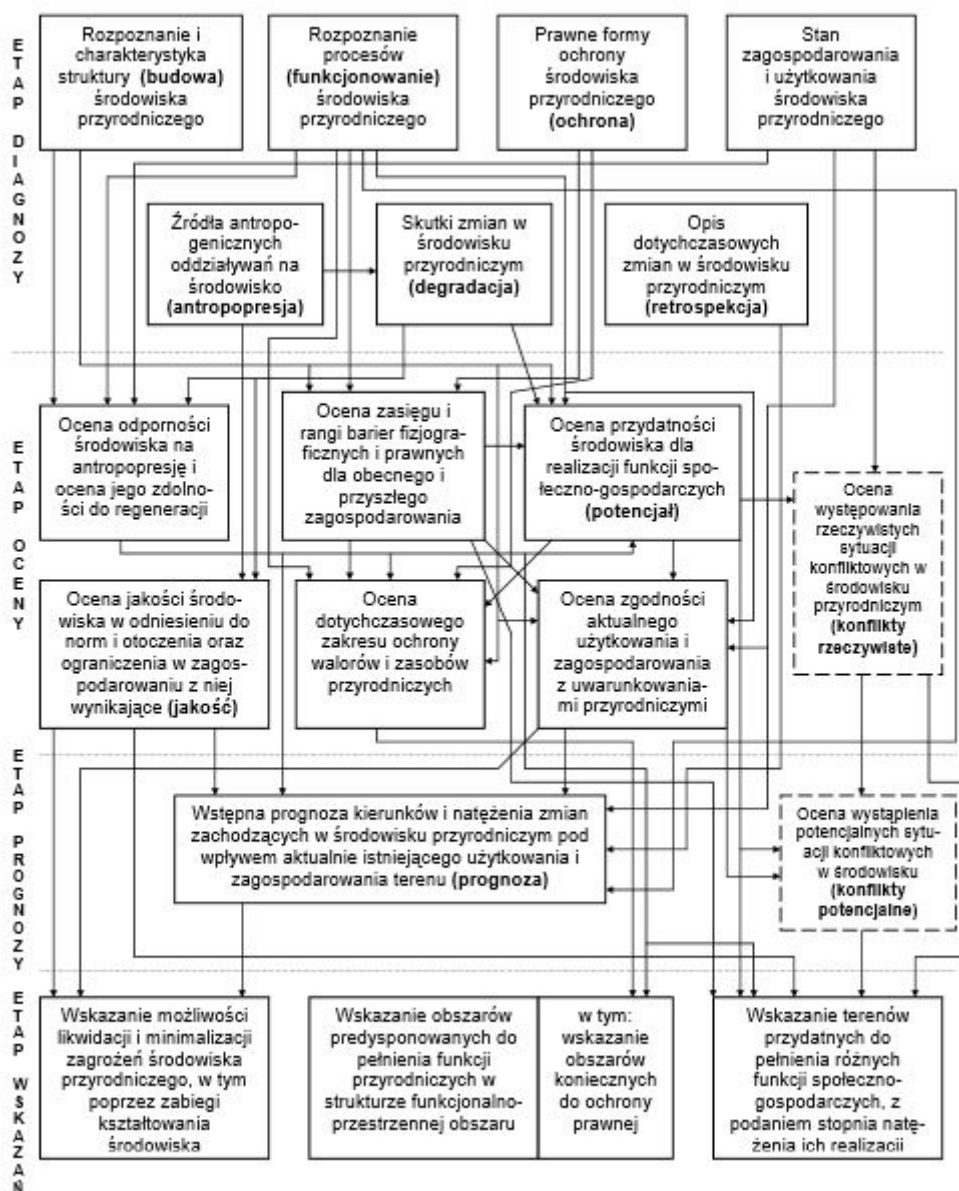 ETAP DIAGNOZY
Rozpoznanie i
charakterystyka
struktury (budowa)
środowiska
przyrodniczego
Rozpoznanie
procesów
(funkcjonowanie)
środowiska
przyrodniczego
Prawne formy
ochrony
środowiska
przyrodniczego
(ochrona)
Stan
zagospodarowania
i użytkowania
środowiska
przyrodniczego
Źródła antropo-
genicznych
oddziaływań na
środowisko
(antropopresja)
Skutki zmian w
środowisku
przyrodniczym
(degradacja)
Opis
dotychczasowych
zmian w środowisku
przyrodniczym
(retrospekcja)
ETAP OCENY
Ocena odporności
środowiska na
antropopresję i
ocena jego zdolno-
ści do regeneracji
Ocena zasięgu i
rangi barier fizjogra-
ficznych i prawnych
dla obecnego i
przyszłego
zagospodarowania
Ocena przydatności
środowiska dla
realizacji funkcji spo-
łeczno-gospodarczych
(potencjał)
Ocena
występowania
rzeczywistych
sytuacji
konfliktowych w
środowisku
przyrodniczym
(konflikty
rzeczywiste)
Ocena jakości środo-
wiska w odniesieniu do
norm i otoczenia oraz
ograniczenia w zagos-
podarowaniu z niej
wynikające (jakość)
Ocena
dotychczasowego
zakresu ochrony
walorów i zasobów
przyrodniczych
Ocena zgodności
aktualnego
użytkowania i
zagospodarowania
z uwarunkowania-
mi przyrodniczymi
ETAP PROGNOZY
Wstępna prognoza kierunków i natężenia zmian
zachodzących w środowisku przyrodniczym pod
wpływem aktualnie istniejącego użytkowania i
zagospodarowania terenu (prognoza)
Ocena wystąpienia
potencjalnych sytu-
acji konfliktowych
w środowisku
(konflikty
potencjalne)
ETAP WSKAZAŃ
Wskazanie możliwości
likwidacji i minimalizacji
zagrożeń środowiska
przyrodniczego, w tym
poprzez zabiegi
kształtowania
środowiska
Wskazanie obszarów
predysponowanych do
pełnienia funkcji
przyrodniczych w
strukturze funkcjonalno-
przestrzennej obszaru
w tym:
wskazanie
obszarów
koniecznych
do ochrony
prawnej
Wskazanie terenów
przydatnych do
pełnienia różnych
funkcji społeczno-
gospodarczych, z
podaniem stopnia natę-
żenia ich realizacji